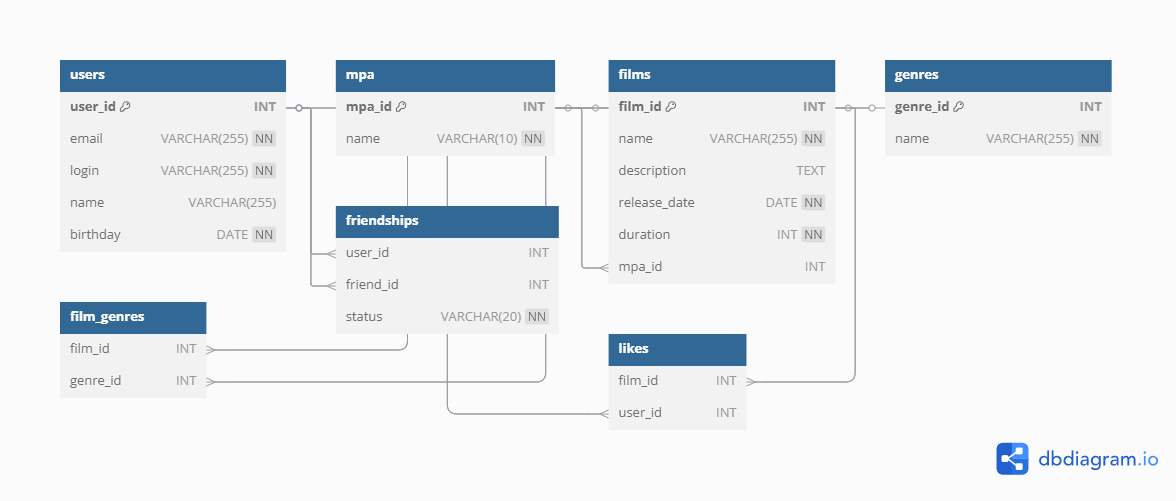 users
user_id INT
email VARCHAR(255) NN
login VARCHAR(255) NN
name VARCHAR(255)
birthday DATE NN
mpa
mpa_id INT
name VARCHAR(10) NN
films
film_id INT
name VARCHAR(255) NN
description TEXT
release_date DATE NN
duration INT NN
mpa_id INT
genres
genre_id INT
name VARCHAR(255) NN
friendships
user_id INT
friend_id INT
status VARCHAR(20) NN
film_genres
film_id INT
genre_id INT
likes
film_id INT
user_id INT
dbdiagram.io